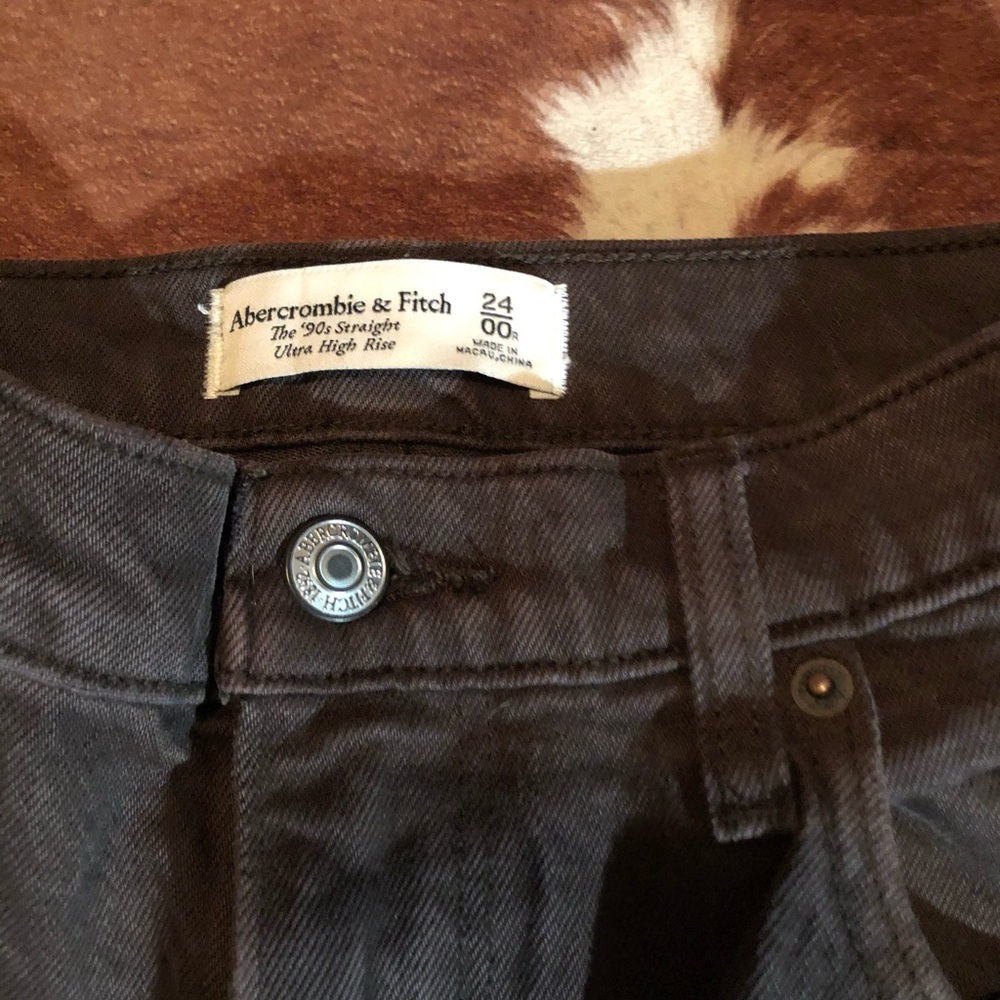 Abercrombie & Fitch
The '90s Straight
Ultra High Rise
24
00R
MADE IN
MACAU, CHINA
ABERCROMBIE & FITCH · 1892 ·